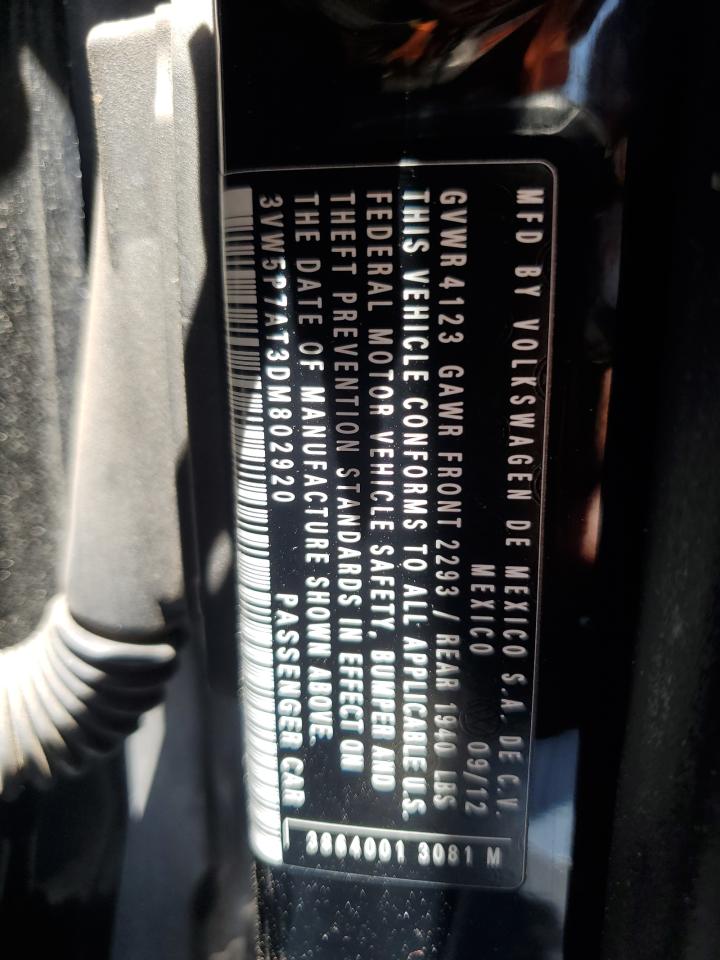 MFD BY VOLKSWAGEN DE MEXICO S.A. DE C.V.
MEXICO 09/12
GVWR 4123 GAWR FRONT 2293 / REAR 1940 LBS
THIS VEHICLE CONFORMS TO ALL APPLICABLE U.S.
FEDERAL MOTOR VEHICLE SAFETY, BUMPER AND
THEFT PREVENTION STANDARDS IN EFFECT ON
THE DATE OF MANUFACTURE SHOWN ABOVE.
3VW5P7AT3DM802920 PASSENGER CAR
3864001 3081 M